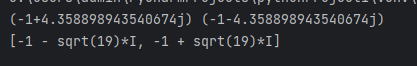 (-1+4.358898943540674j) (-1-4.358898943540674j)
[-1 - sqrt(19)*I, -1 + sqrt(19)*I]